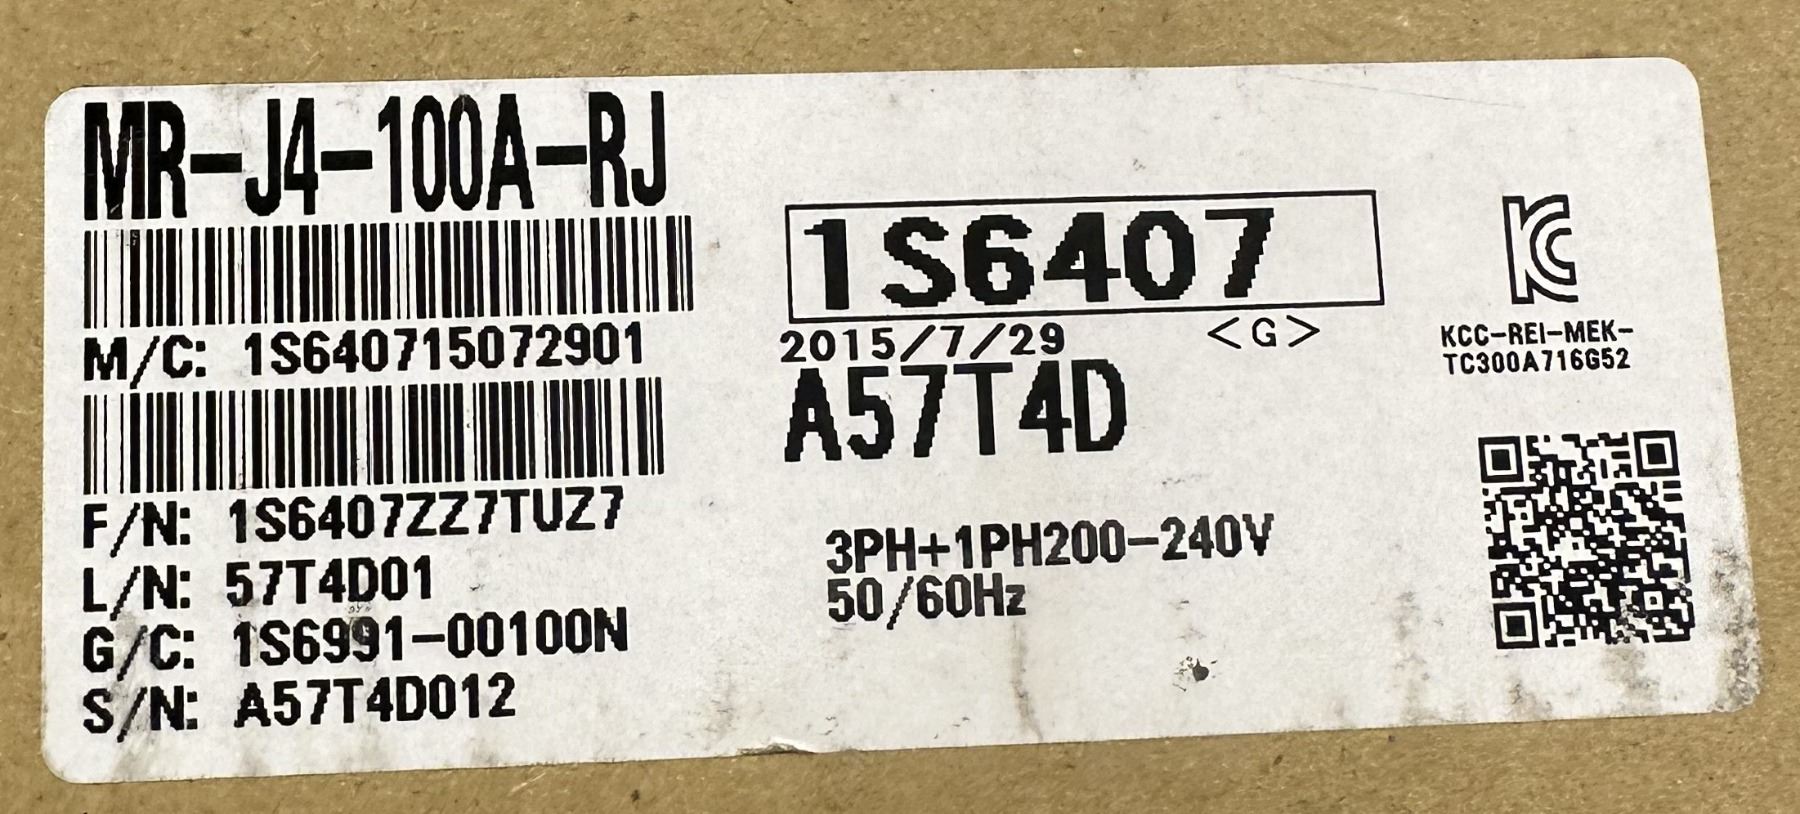 MR-J4-100A-RJ
M/C: 1S640715072901
F/N: 1S6407ZZ7TUZ7
L/N: 57T4D01
G/C: 1S6991-00100N
S/N: A57T4D012
1S6407
2015/7/29 <G>
A57T4D
3PH+1PH200-240V
50/60Hz
KC
KCC-REI-MEK-
TC300A716G52